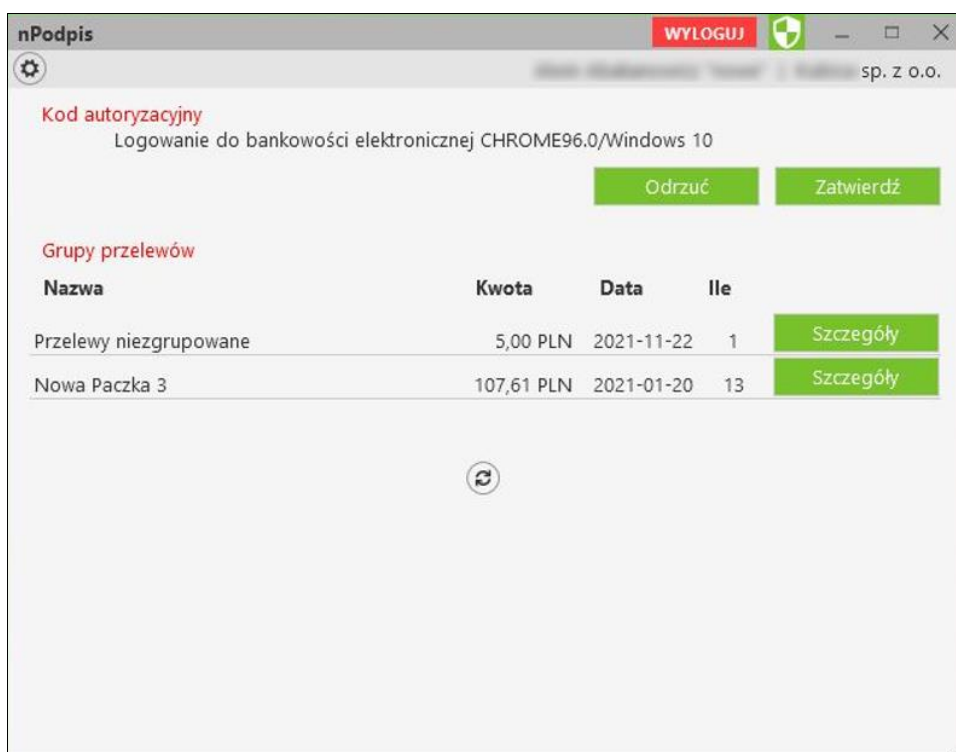 nPodpis WYLOGUJ
sp. z o.o.
Kod autoryzacyjny
Logowanie do bankowości elektronicznej CHROME96.0/Windows 10
Odrzuć Zatwierdź
Grupy przelewów
Nazwa Kwota Data Ile
Przelewy niezgrupowane 5,00 PLN 2021-11-22 1 Szczegóły
Nowa Paczka 3 107,61 PLN 2021-01-20 13 Szczegóły